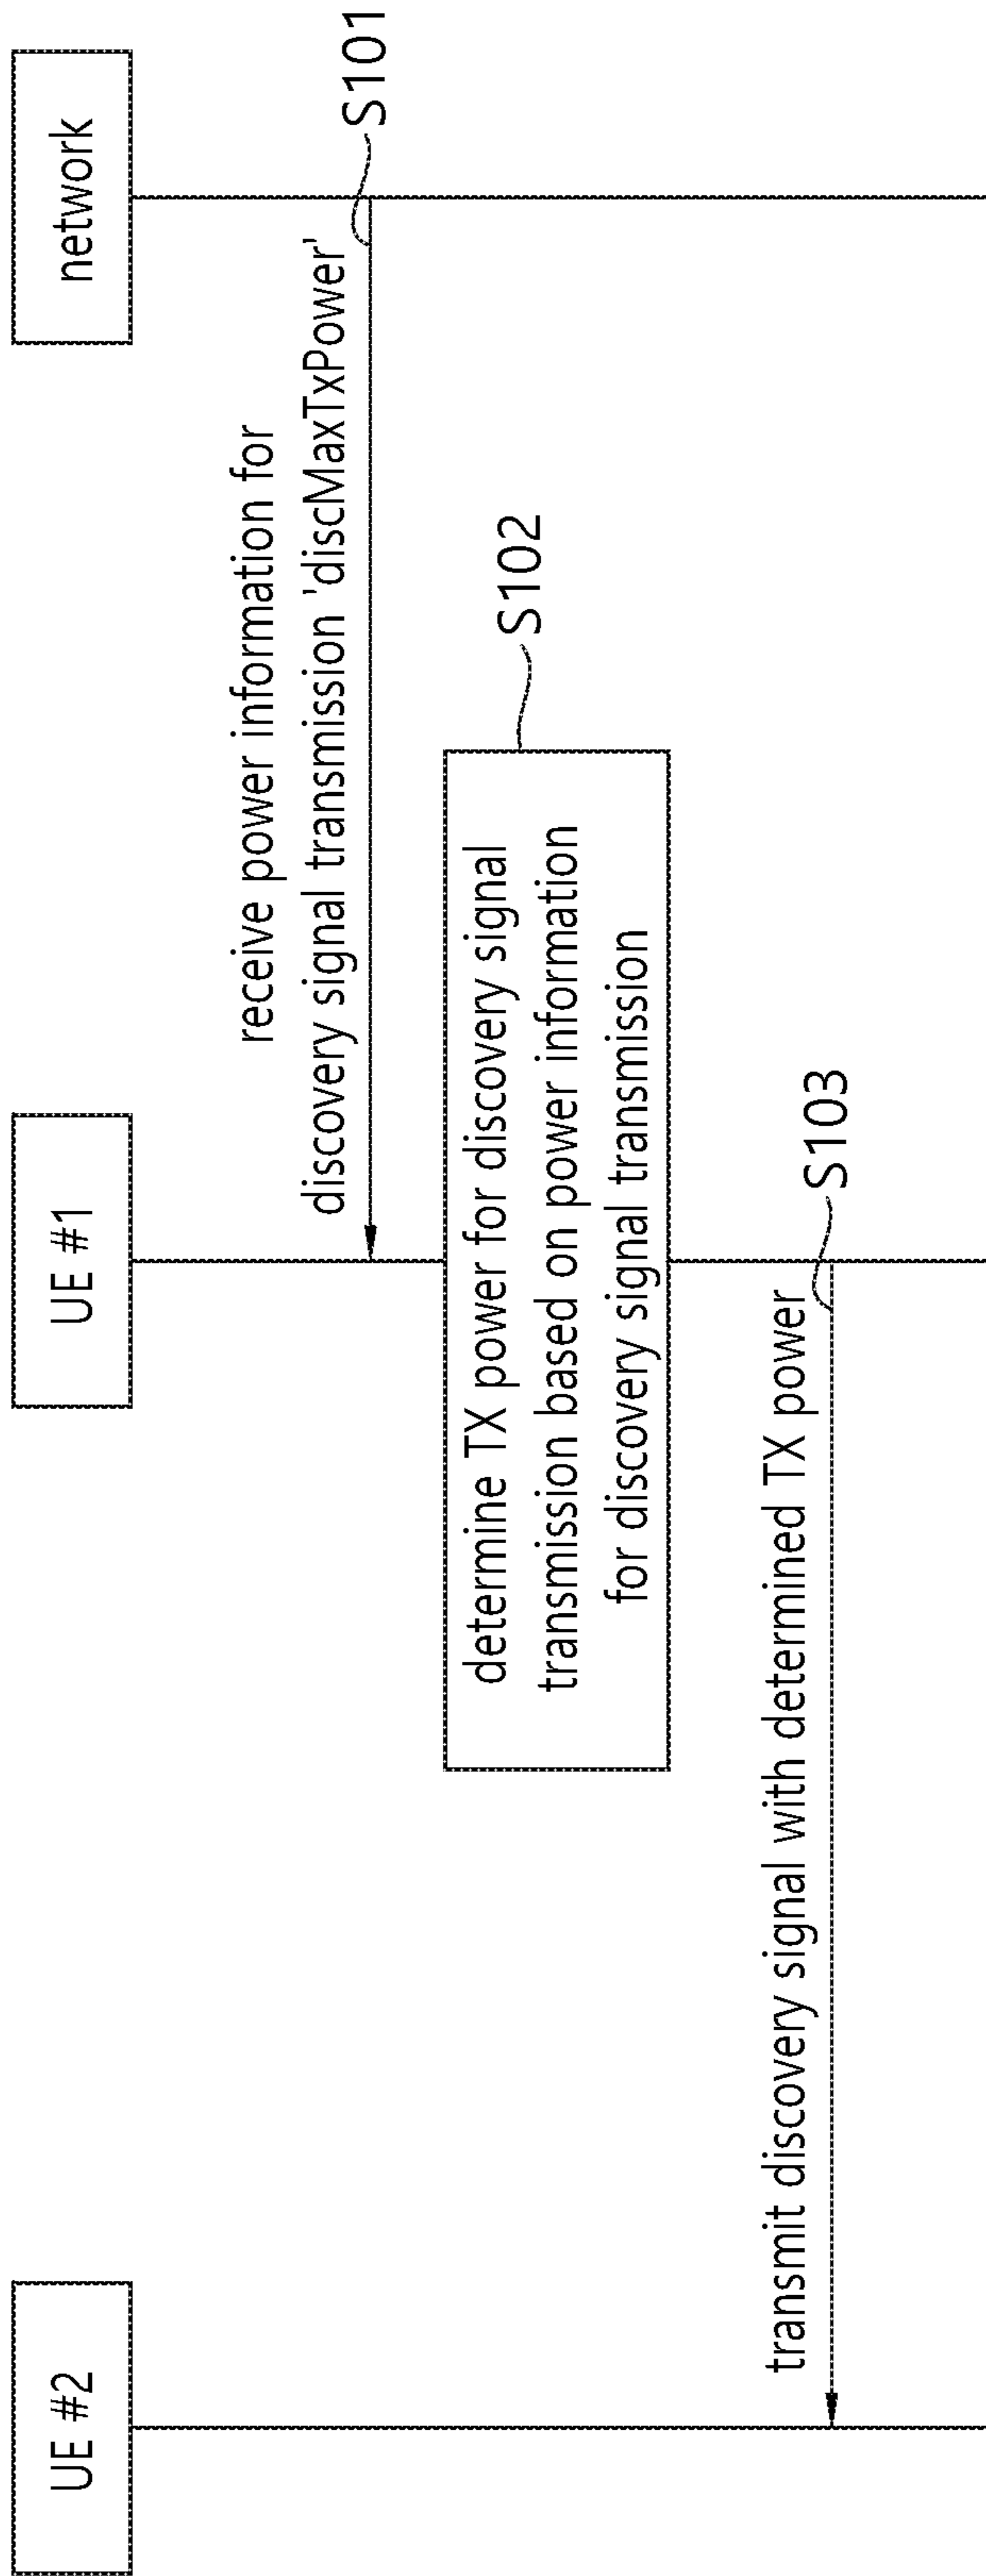 UE #2
UE #1
network
receive power information for
discovery signal transmission 'discMaxTxPower'
S101
S102
determine TX power for discovery signal
transmission based on power information
for discovery signal transmission
S103
transmit discovery signal with determined TX power